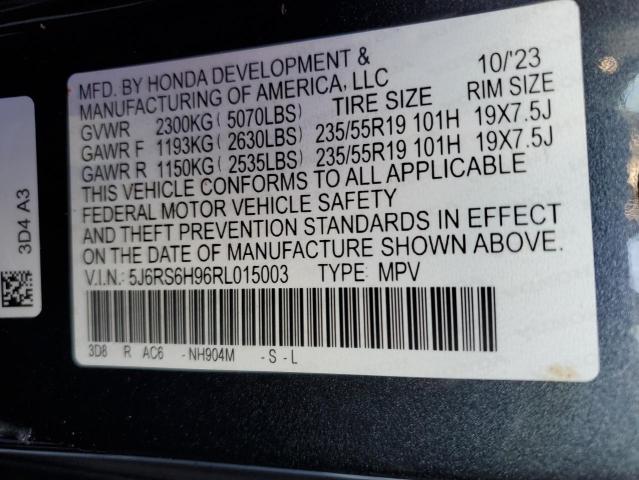 MFD. BY HONDA DEVELOPMENT & 10/'23
MANUFACTURING OF AMERICA, LLC
TIRE SIZE RIM SIZE
GVWR 2300KG (5070LBS)
GAWR F 1193KG (2630LBS) 235/55R19 101H 19X7.5J
GAWR R 1150KG (2535LBS) 235/55R19 101H 19X7.5J
THIS VEHICLE CONFORMS TO ALL APPLICABLE
FEDERAL MOTOR VEHICLE SAFETY
AND THEFT PREVENTION STANDARDS IN EFFECT
ON THE DATE OF MANUFACTURE SHOWN ABOVE.
V.I.N.: 5J6RS6H96RL015003 TYPE: MPV
3D8 R AC6 -NH904M -S-L
3D4 A3